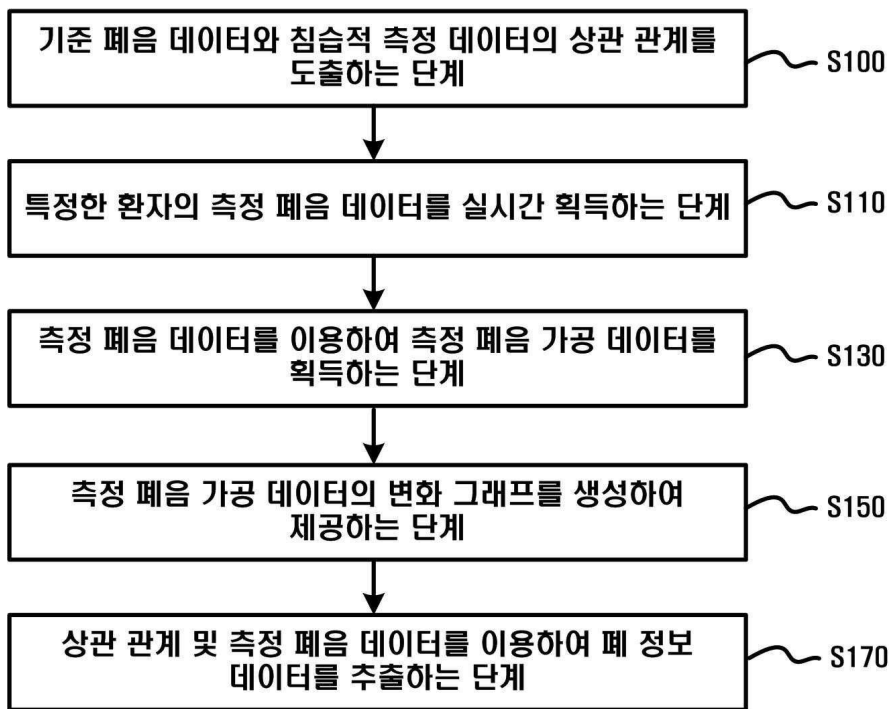 기준 폐음 데이터와 침습적 측정 데이터의 상관 관계를
도출하는 단계
S100
특정한 환자의 측정 폐음 데이터를 실시간 획득하는 단계
S110
측정 폐음 데이터를 이용하여 측정 폐음 가공 데이터를
획득하는 단계
S130
측정 폐음 가공 데이터의 변화 그래프를 생성하여
제공하는 단계
S150
상관 관계 및 측정 폐음 데이터를 이용하여 폐 정보
데이터를 추출하는 단계
S170